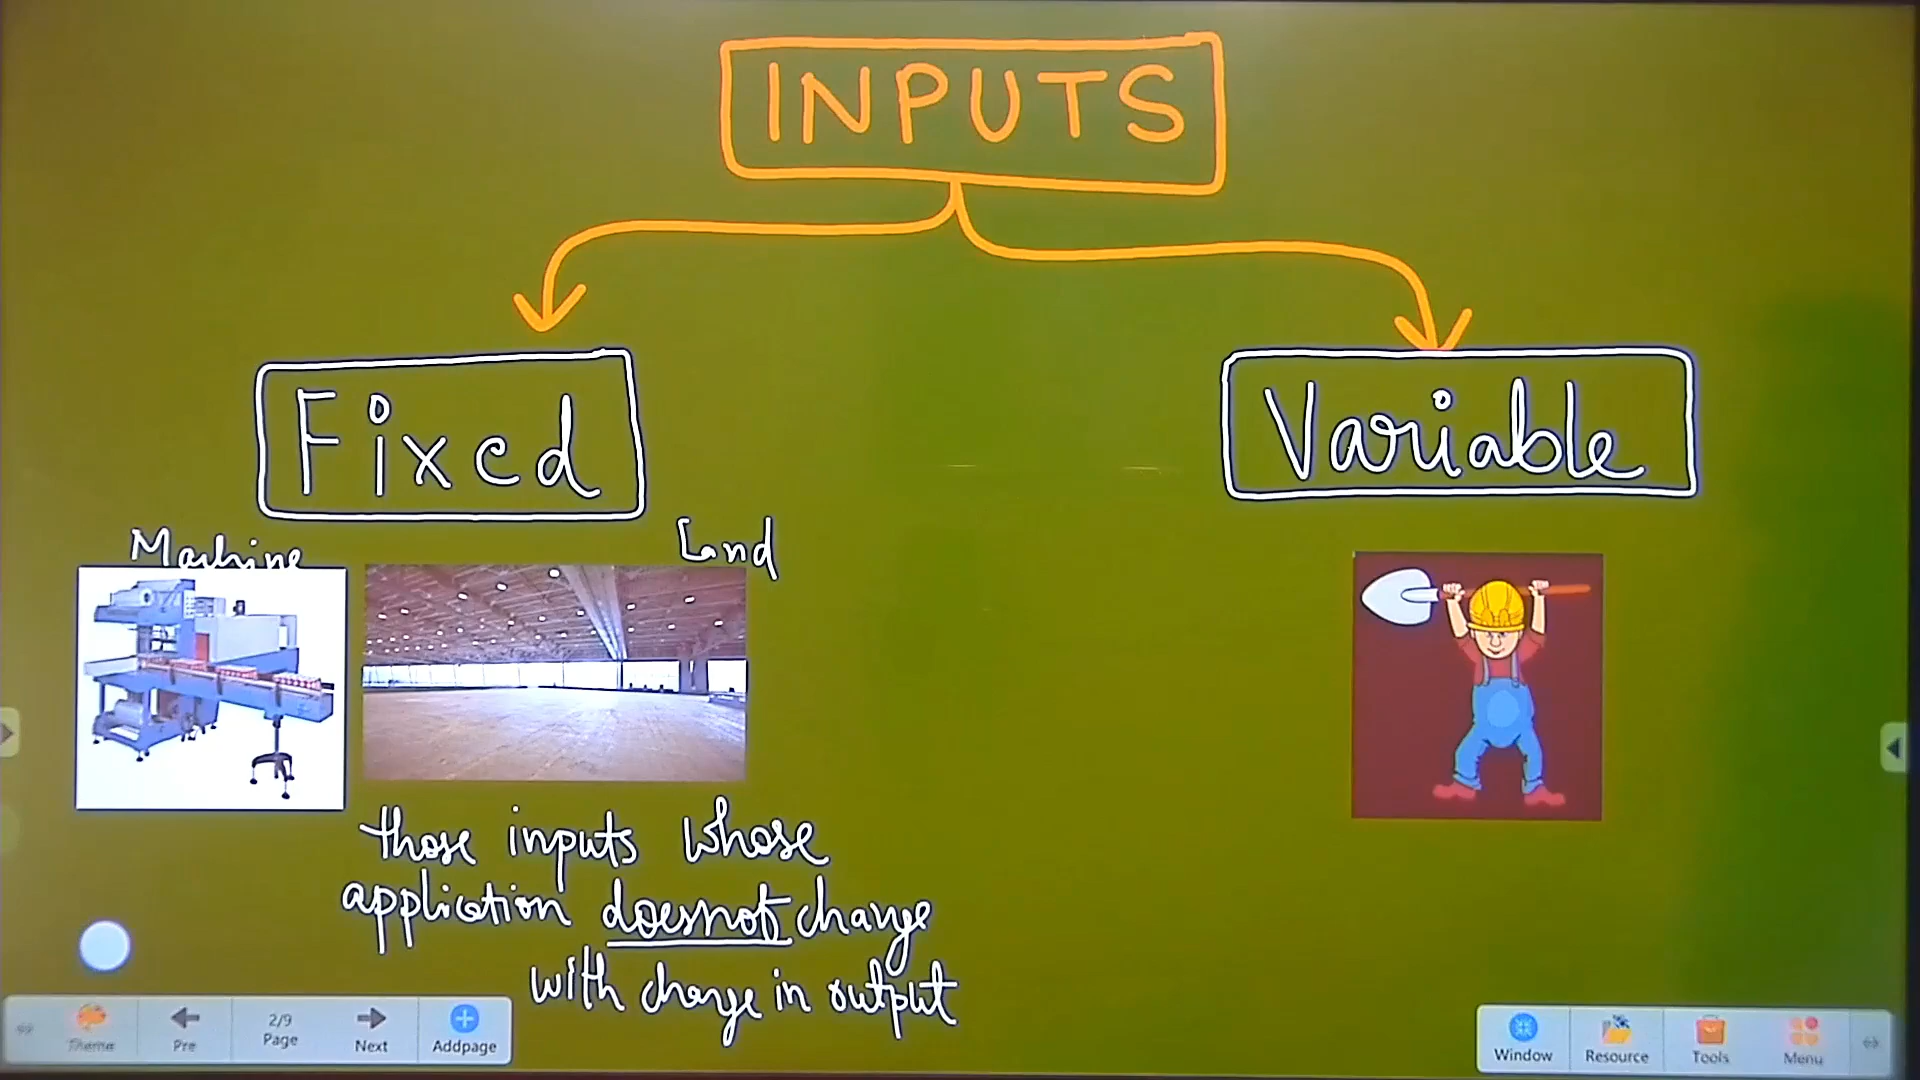 INPUTS
Fixed
Variable
Machine
Land
those inputs whose
application doesnot change
with change in output
Theme
Pre
2/9
Page
Next
Addpage
Window
Resource
Tools
Menu